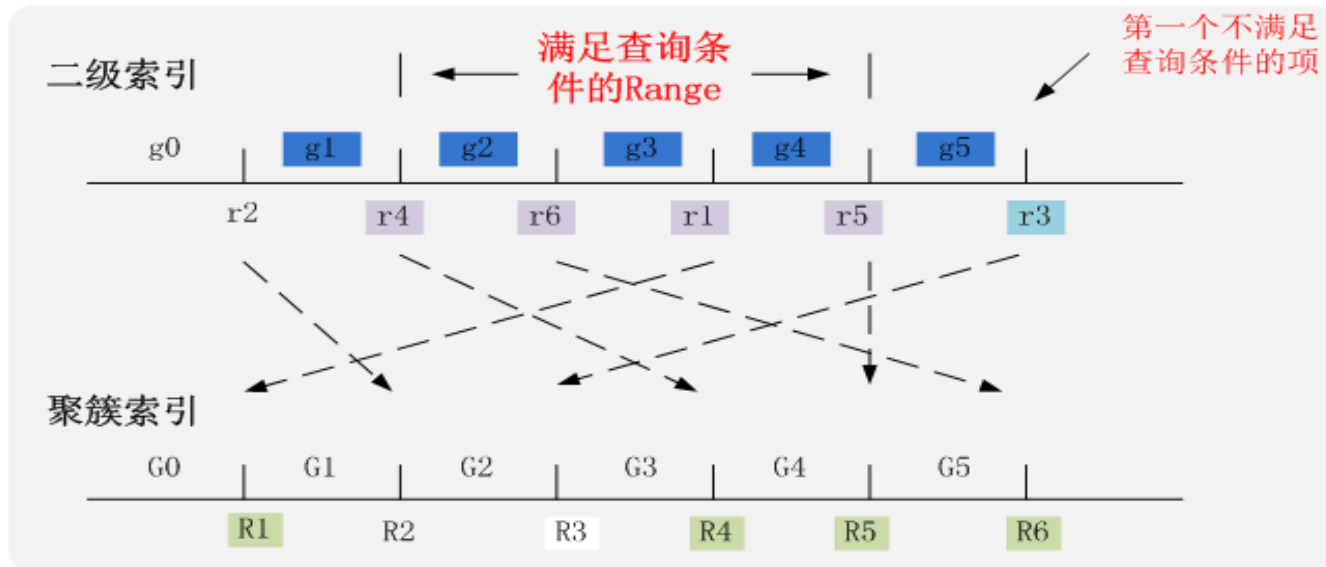 第一个不满足
查询条件的项
满足查询条
件的Range
二级索引
g0 g1 g2 g3 g4 g5
r2 r4 r6 r1 r5 r3
聚簇索引
G0 G1 G2 G3 G4 G5
R1 R2 R3 R4 R5 R6